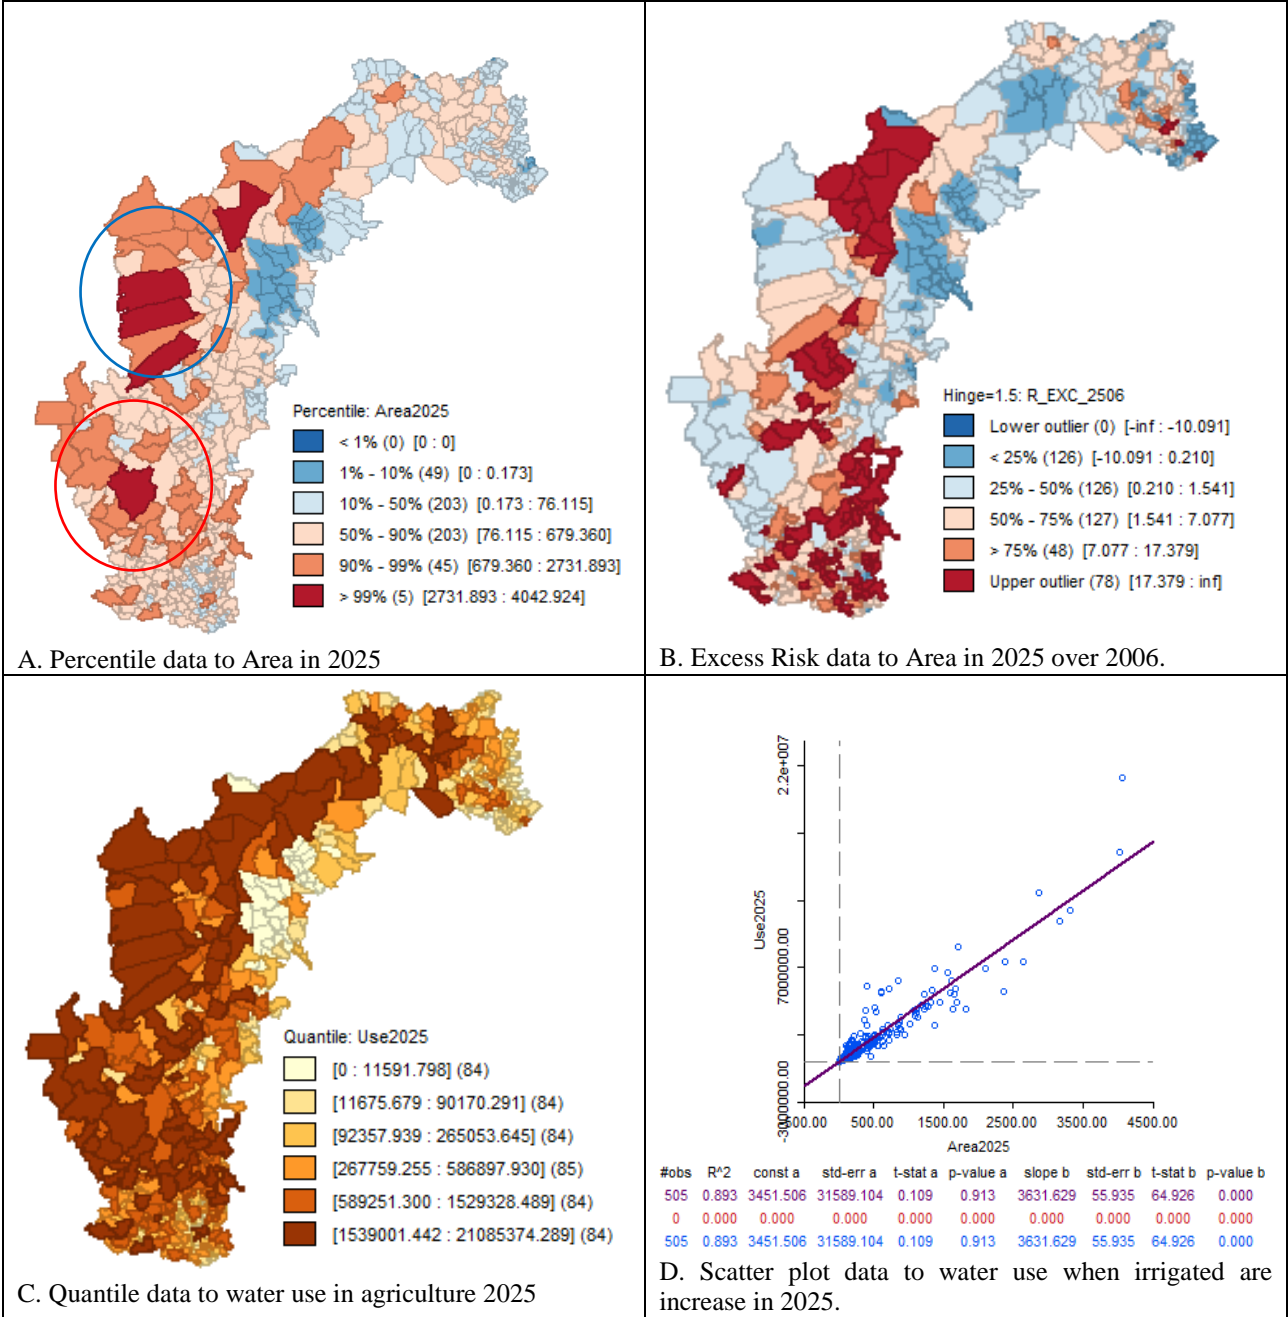 Percentile: Area2025
< 1% (0) [0 : 0]
1% - 10% (49) [0 : 0.173]
10% - 50% (203) [0.173 : 76.115]
50% - 90% (203) [76.115 : 679.360]
90% - 99% (45) [679.360 : 2731.893]
> 99% (5) [2731.893 : 4042.924]
A. Percentile data to Area in 2025
Hinge=1.5: R_EXC_2506
Lower outlier (0) [-inf : -10.091]
< 25% (126) [-10.091 : 0.210]
25% - 50% (126) [0.210 : 1.541]
50% - 75% (127) [1.541 : 7.077]
> 75% (48) [7.077 : 17.379]
Upper outlier (78) [17.379 : inf]
B. Excess Risk data to Area in 2025 over 2006.
Quantile: Use2025
[0 : 11591.798] (84)
[11675.679 : 90170.291] (84)
[92357.939 : 265053.645] (84)
[267759.255 : 586897.930] (85)
[589251.300 : 1529328.489] (84)
[1539001.442 : 21085374.289] (84)
C. Quantile data to water use in agriculture 2025
2.2e+007
7000000.00
-3000000.00
Use2025
-500.00 500.00 1500.00 2500.00 3500.00 4500.00
Area2025
#obs R^2 const a std-err a t-stat a p-value a slope b std-err b t-stat b p-value b
505 0.893 3451.506 31589.104 0.109 0.913 3631.629 55.935 64.926 0.000
0 0.000 0.000 0.000 0.000 0.000 0.000 0.000 0.000 0.000
505 0.893 3451.506 31589.104 0.109 0.913 3631.629 55.935 64.926 0.000
D. Scatter plot data to water use when irrigated are
increase in 2025.